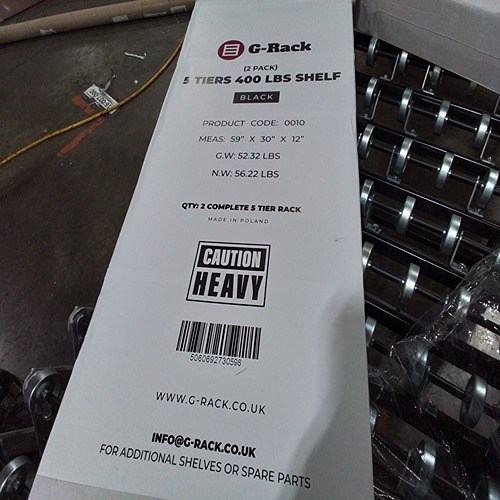 G-Rack
(2 PACK)
5 TIERS 400 LBS SHELF
BLACK
PRODUCT CODE: 0010
MEAS: 59" X 30" X 12"
G.W: 52.32 LBS
N.W: 56.22 LBS
QTY: 2 COMPLETE 5 TIER RACK
MADE IN POLAND
CAUTION
HEAVY
5060692730598
WWW.G-RACK.CO.UK
INFO@G-RACK.CO.UK
FOR ADDITIONAL SHELVES OR SPARE PARTS